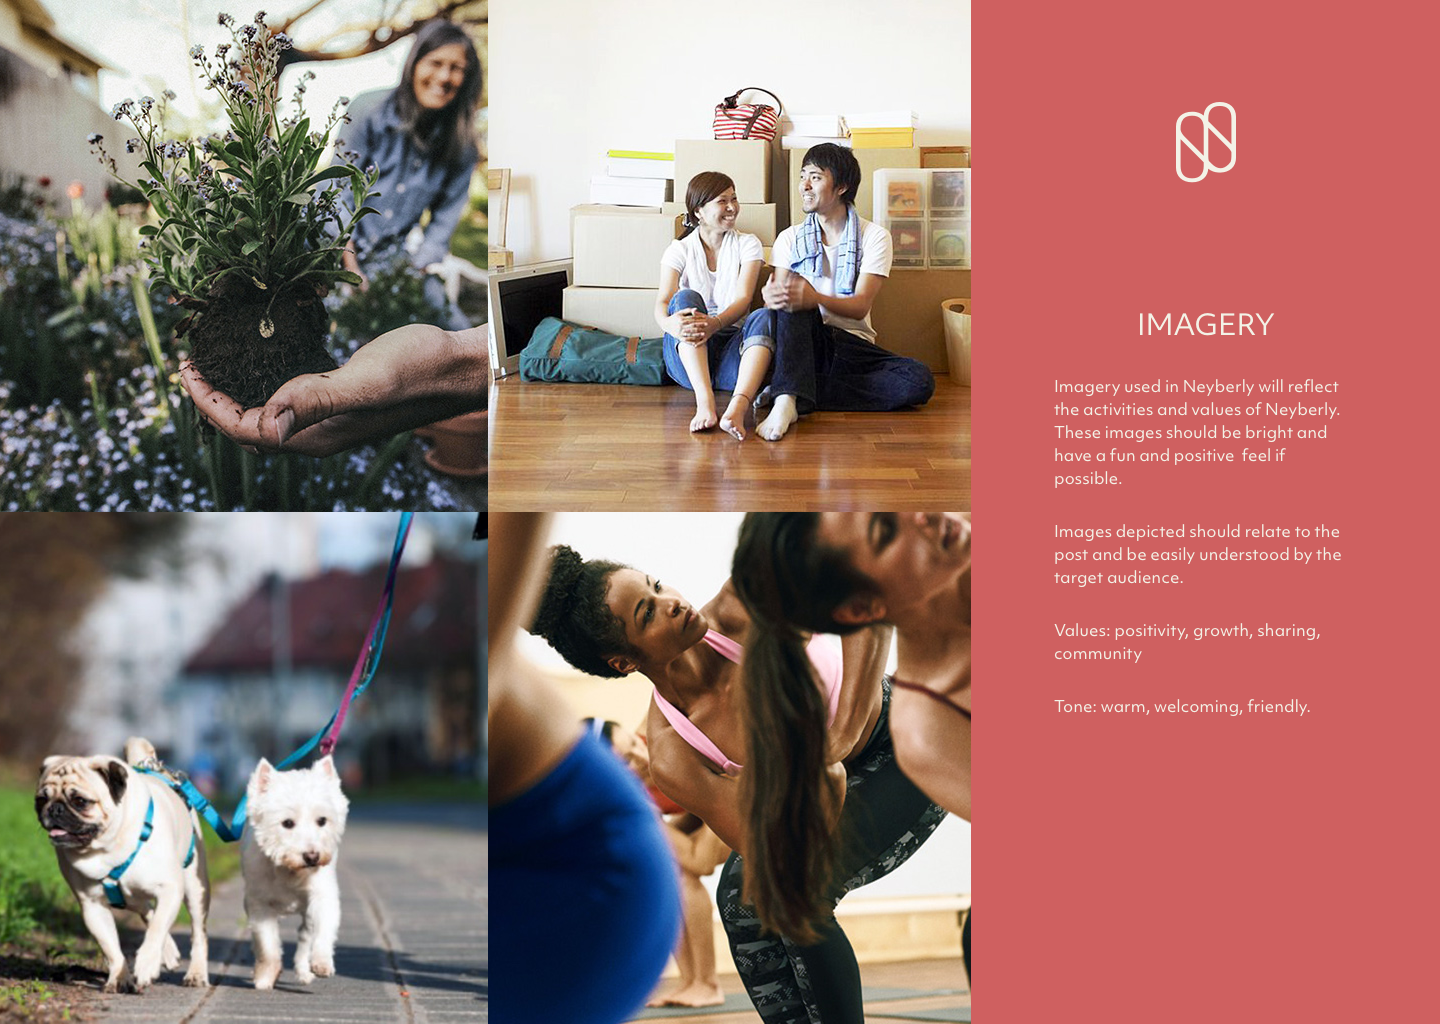 IMAGERY
Imagery used in Neyberly will reflect
the activities and values of Neyberly.
These images should be bright and
have a fun and positive  feel if
possible.
Images depicted should relate to the
post and be easily understood by the
target audience.
Values: positivity, growth, sharing,
community
Tone: warm, welcoming, friendly.